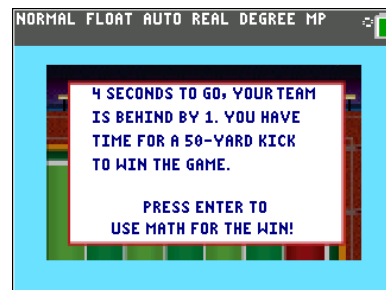 NORMAL FLOAT AUTO REAL DEGREE MP
4 SECONDS TO GO, YOUR TEAM
IS BEHIND BY 1. YOU HAVE
TIME FOR A 50-YARD KICK
TO WIN THE GAME.
PRESS ENTER TO
USE MATH FOR THE WIN!